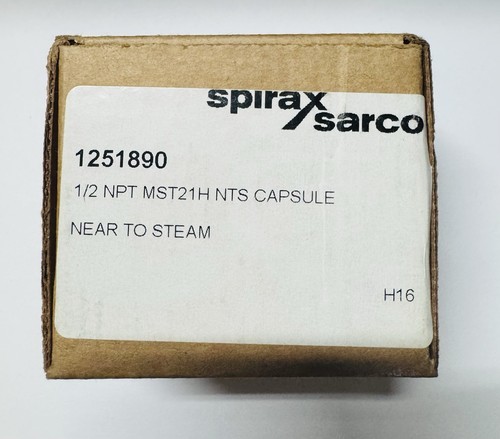 spirax
sarco
1251890
1/2 NPT MST21H NTS CAPSULE
NEAR TO STEAM
H16